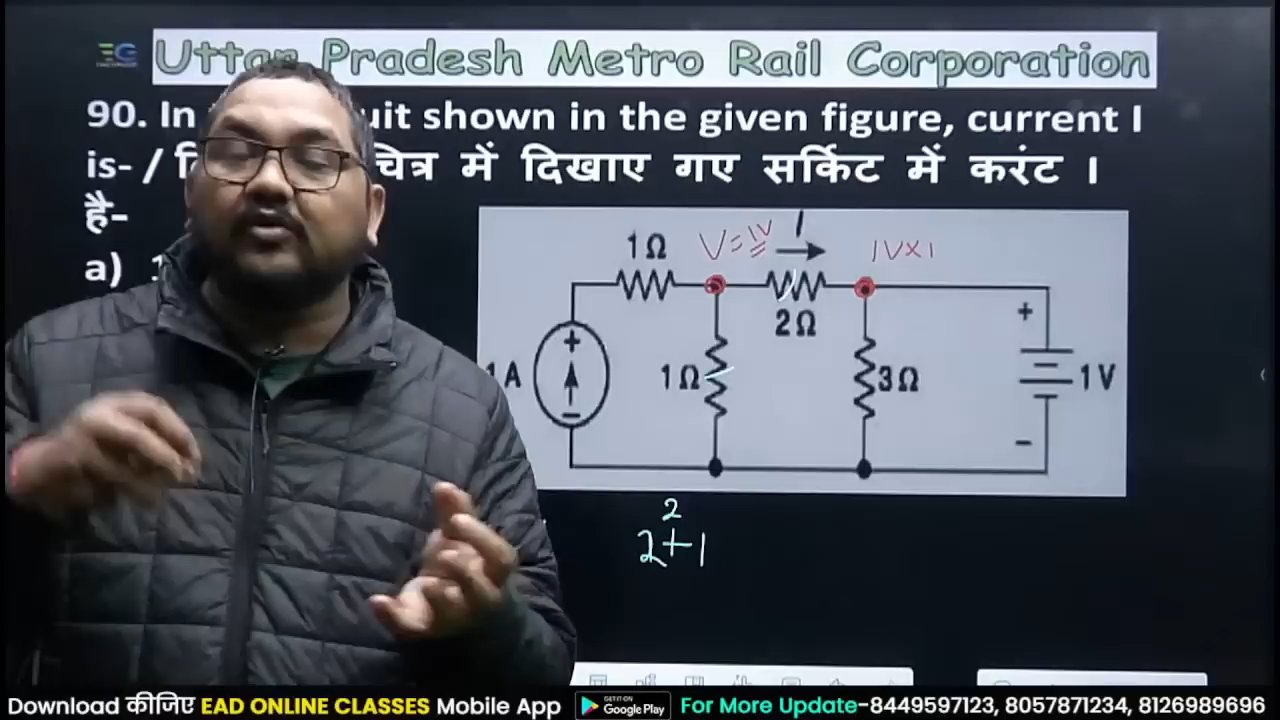 Uttar Pradesh Metro Rail Corporation
90. In shown in the given figure, current I
is- / चित्र में दिखाए गए सर्किट में करंट ।
है-
a)
1Ω V=1V I 1V×1
2Ω
+
1A + - 1Ω 3Ω 1V
-
2
2+1
Download कीजिए EAD ONLINE CLASSES Mobile App GET IT ON Google Play For More Update-8449597123, 8057871234, 8126989696